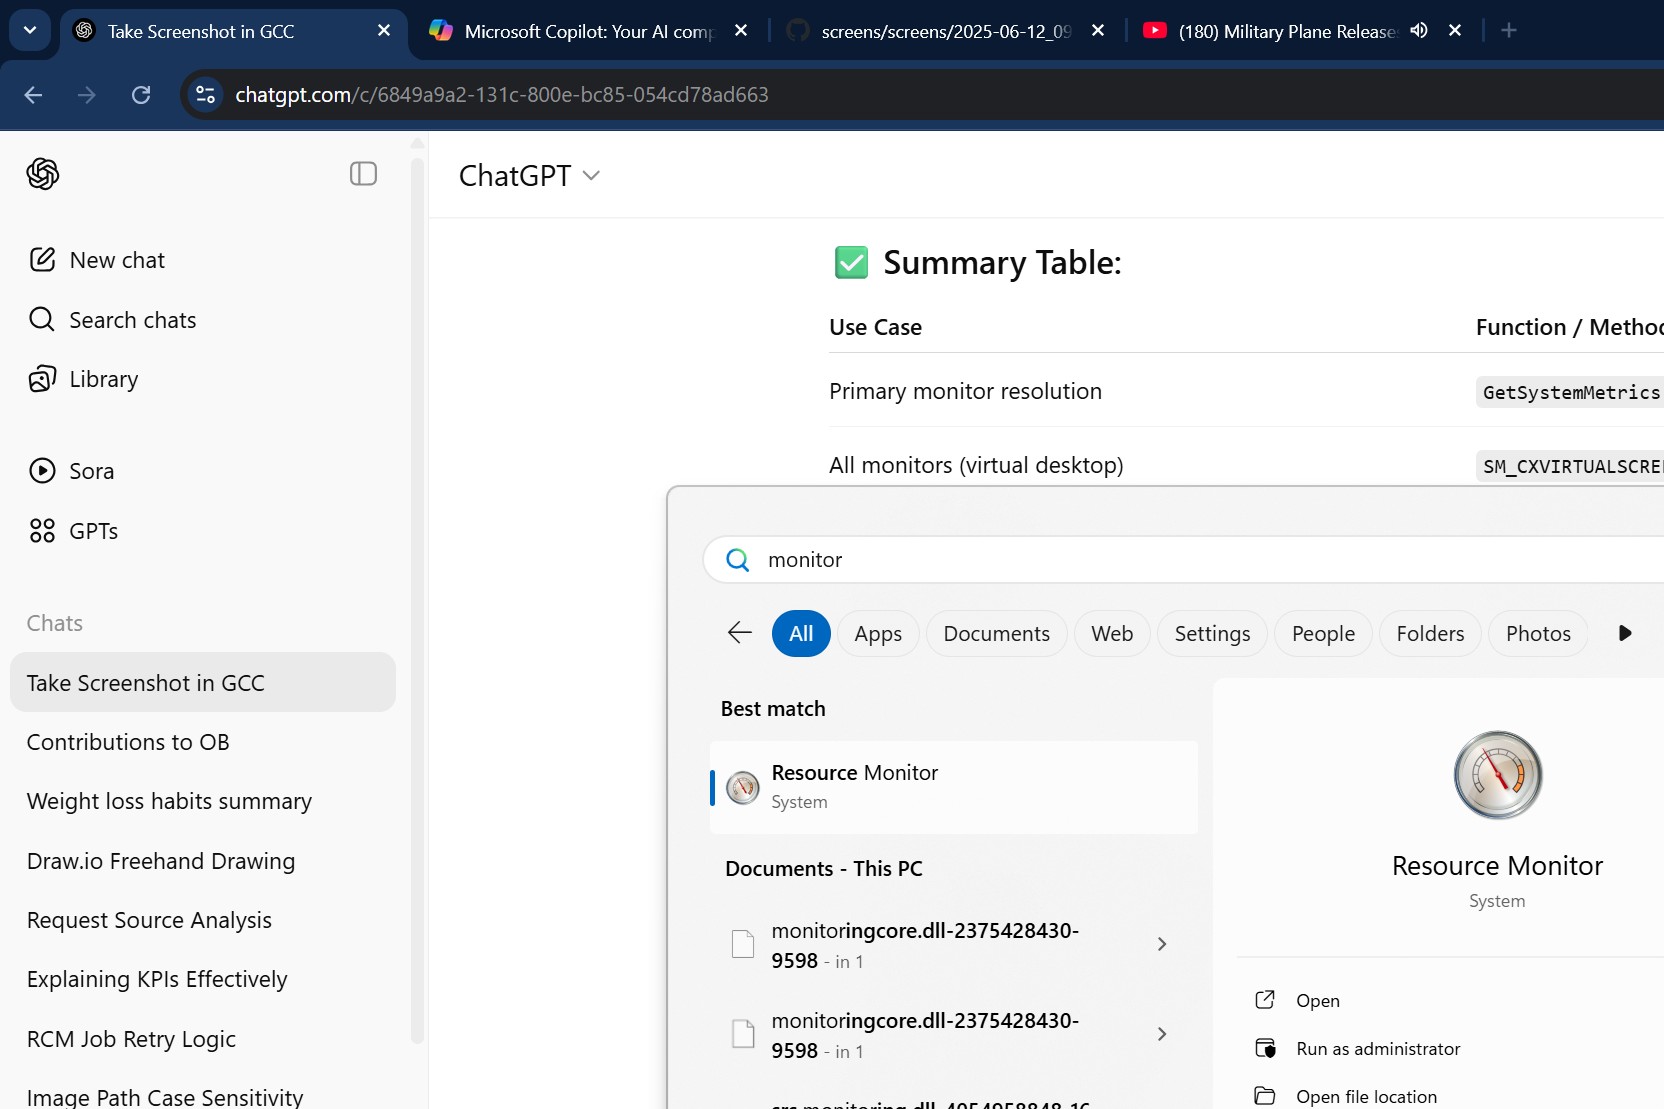 Take Screenshot in GCC
Microsoft Copilot: Your AI comp
screens/screens/2025-06-12_09
(180) Military Plane Release
chatgpt.com/c/6849a9a2-131c-800e-bc85-054cd78ad663
New chat
Search chats
Library
Sora
GPTs
Chats
Take Screenshot in GCC
Contributions to OB
Weight loss habits summary
Draw.io Freehand Drawing
Request Source Analysis
Explaining KPIs Effectively
RCM Job Retry Logic
Image Path Case Sensitivity
ChatGPT
✅ Summary Table:
Use Case
Function / Method
Primary monitor resolution
GetSystemMetrics
All monitors (virtual desktop)
SM_CXVIRTUALSCREE
monitor
All
Apps
Documents
Web
Settings
People
Folders
Photos
Best match
Resource Monitor
System
Documents - This PC
monitoringcore.dll-2375428430-
9598 - in 1
monitoringcore.dll-2375428430-
9598 - in 1
Resource Monitor
System
Open
Run as administrator
Open file location